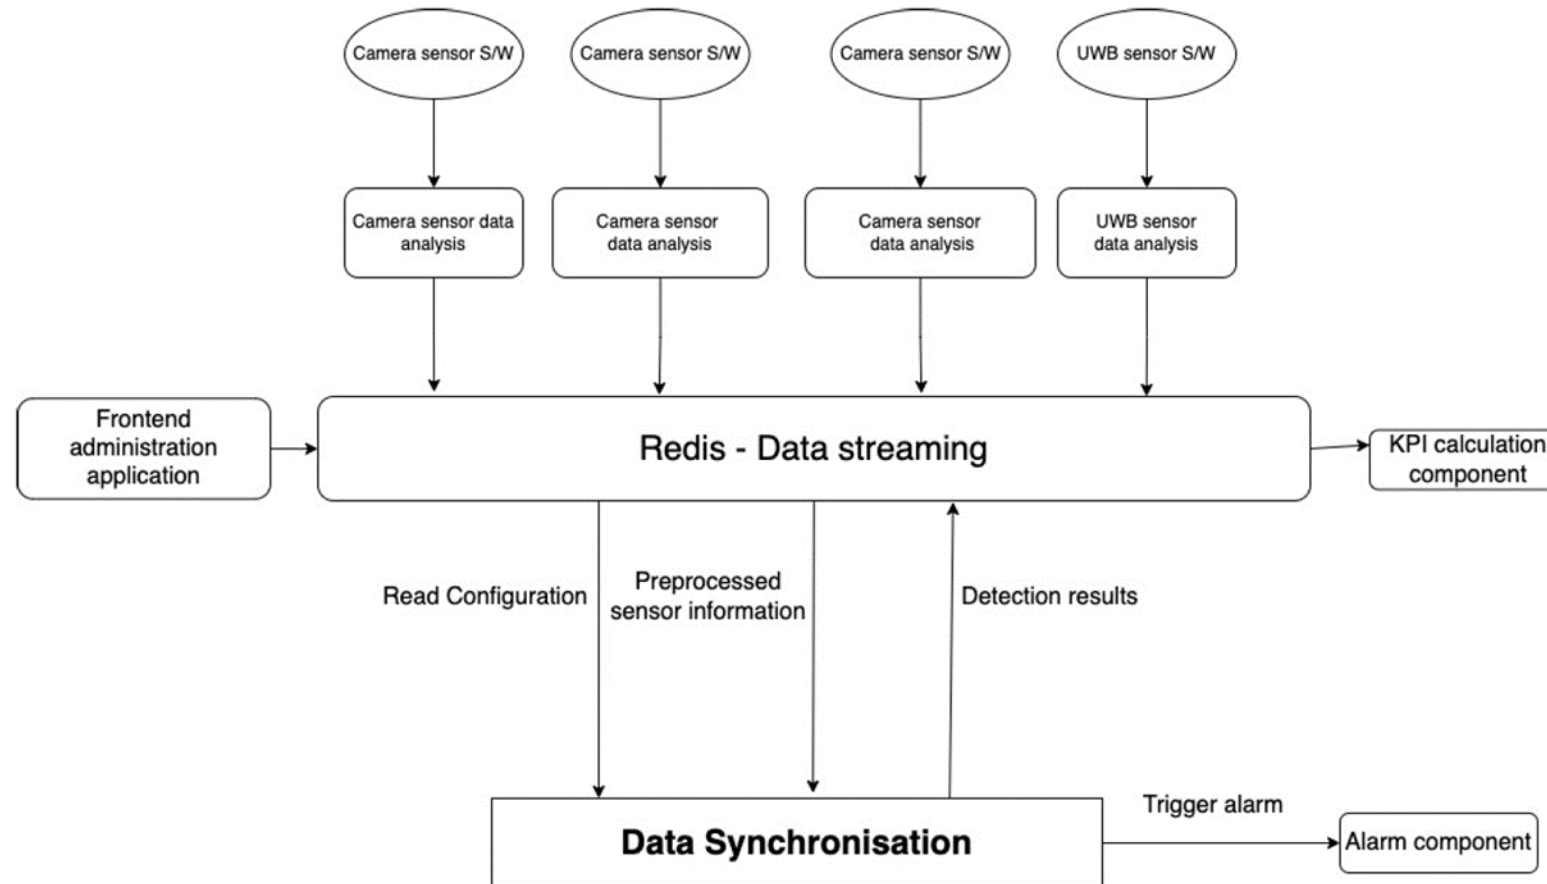 Camera sensor S/W
Camera sensor S/W
Camera sensor S/W
UWB sensor S/W
Camera sensor data
analysis
Camera sensor
data analysis
Camera sensor
data analysis
UWB sensor
data analysis
Frontend
administration
application
Redis - Data streaming
KPI calculation
component
Read Configuration
Preprocessed
sensor information
Detection results
Data Synchronisation
Trigger alarm
Alarm component